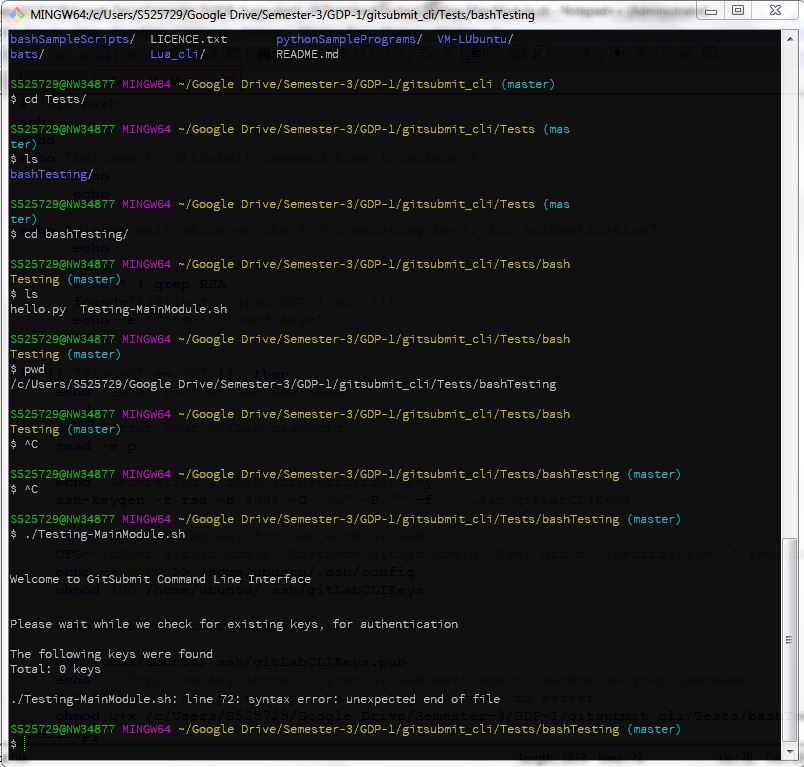 MINGW64:/c/Users/S525729/Google Drive/Semester-3/GDP-1/gitsubmit_cli/Tests/bashTesting
bashSampleScripts/  LICENCE.txt       pythonSamplePrograms/  VM-LUbuntu/
bats/               Lua_cli/          README.md
S525729@NW34877 MINGW64 ~/Google Drive/Semester-3/GDP-1/gitsubmit_cli (master)
$ cd Tests/
S525729@NW34877 MINGW64 ~/Google Drive/Semester-3/GDP-1/gitsubmit_cli/Tests (mas
ter)
$ ls
bashTesting/
S525729@NW34877 MINGW64 ~/Google Drive/Semester-3/GDP-1/gitsubmit_cli/Tests (mas
ter)
$ cd bashTesting/
S525729@NW34877 MINGW64 ~/Google Drive/Semester-3/GDP-1/gitsubmit_cli/Tests/bash
Testing (master)
$ ls
hello.py  Testing-MainModule.sh
S525729@NW34877 MINGW64 ~/Google Drive/Semester-3/GDP-1/gitsubmit_cli/Tests/bash
Testing (master)
$ pwd
/c/Users/S525729/Google Drive/Semester-3/GDP-1/gitsubmit_cli/Tests/bashTesting
S525729@NW34877 MINGW64 ~/Google Drive/Semester-3/GDP-1/gitsubmit_cli/Tests/bash
Testing (master)
$ ^C
S525729@NW34877 MINGW64 ~/Google Drive/Semester-3/GDP-1/gitsubmit_cli/Tests/bashTesting (master)
$ ^C
S525729@NW34877 MINGW64 ~/Google Drive/Semester-3/GDP-1/gitsubmit_cli/Tests/bashTesting (master)
$ ./Testing-MainModule.sh
Welcome to GitSubmit Command Line Interface
Please wait while we check for existing keys, for authentication
The following keys were found
Total: 0 keys
./Testing-MainModule.sh: line 72: syntax error: unexpected end of file
S525729@NW34877 MINGW64 ~/Google Drive/Semester-3/GDP-1/gitsubmit_cli/Tests/bashTesting (master)
$